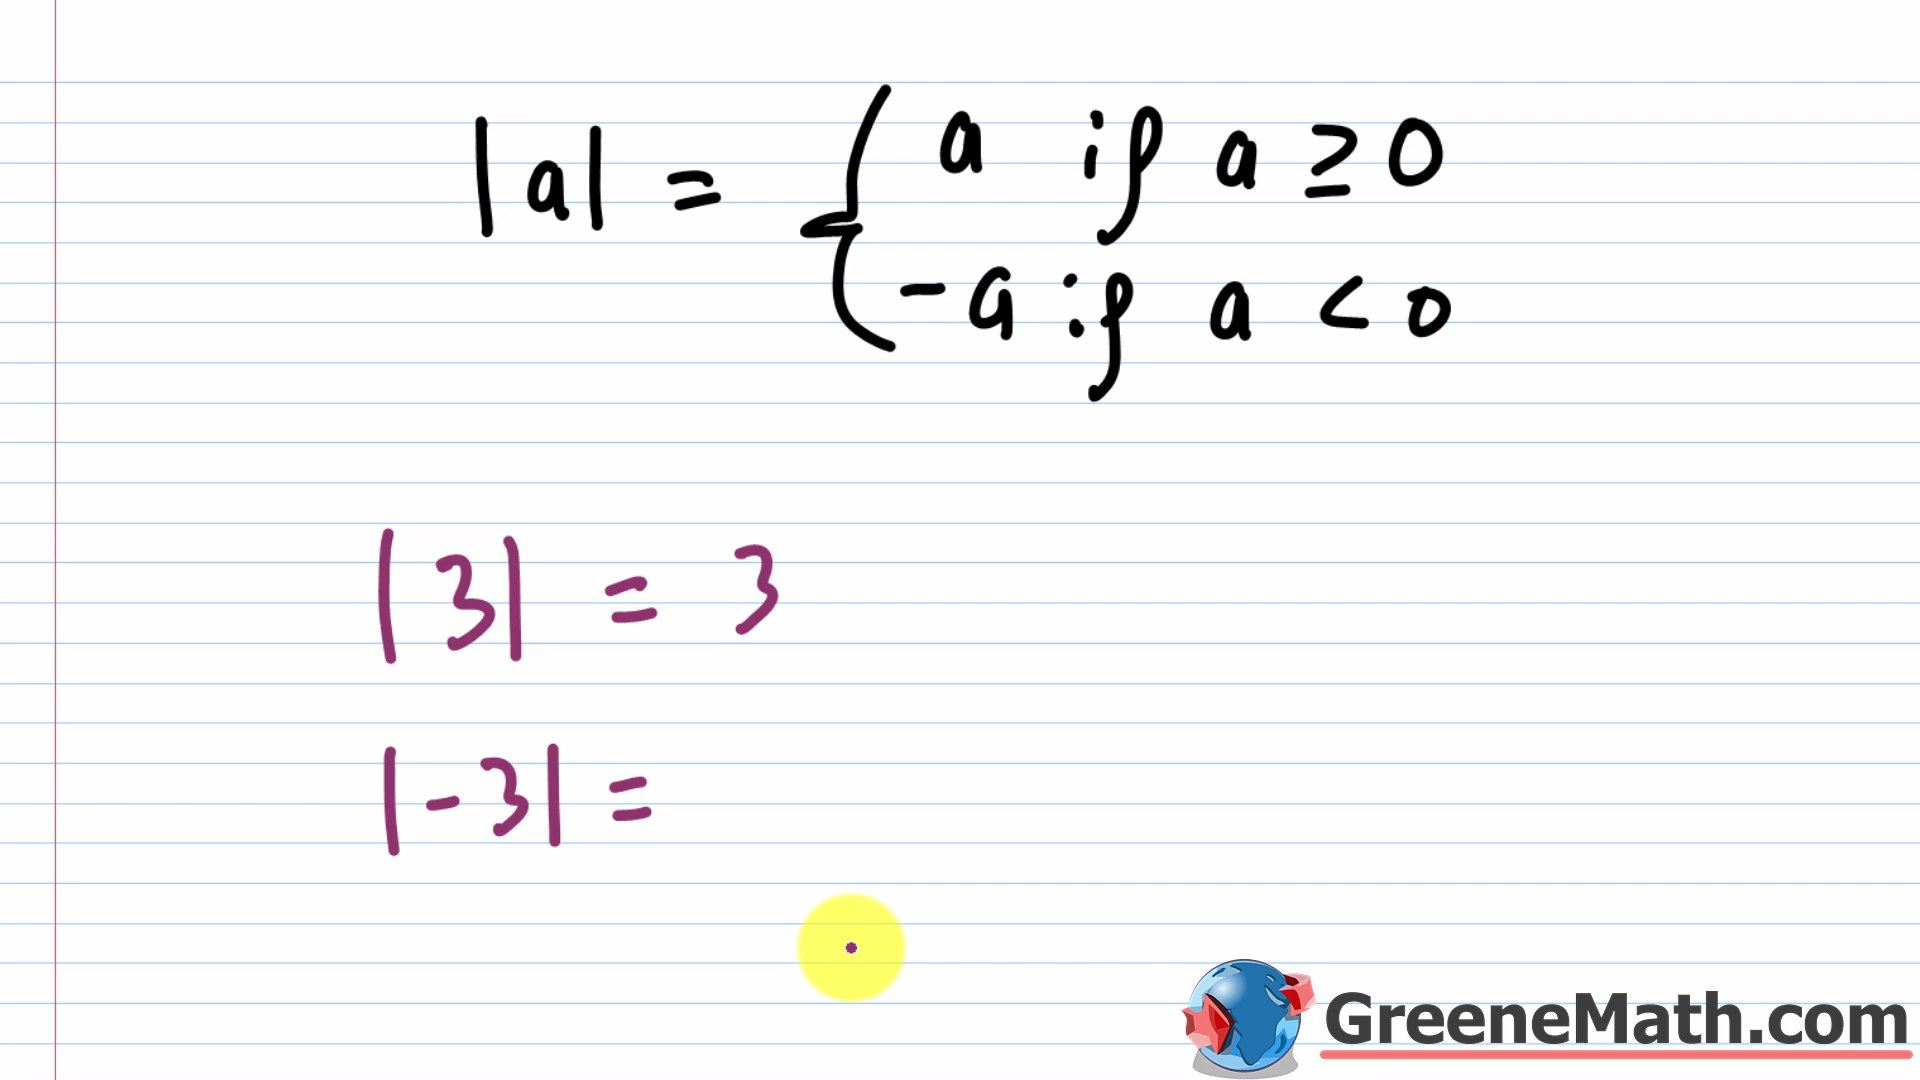 |a| = { a if a ≥ 0
-a if a < 0
|3| = 3
|-3| =
GreeneMath.com